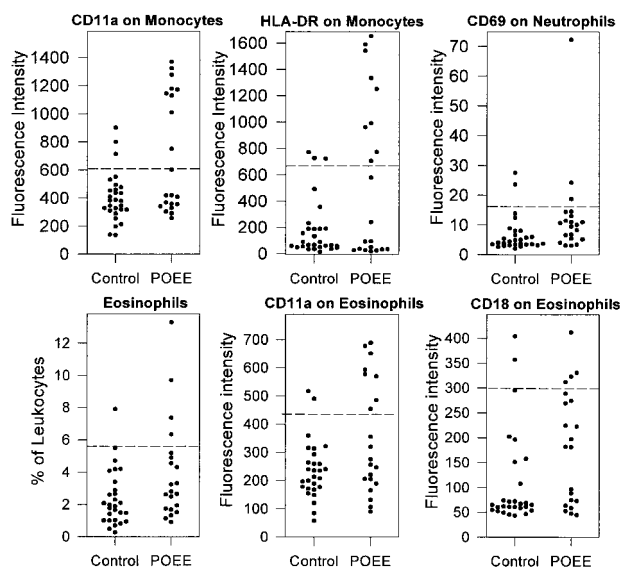 CD11a on Monocytes
Fluorescence Intensity
1400
1200
1000
800
600
400
200
0
Control POEE
HLA-DR on Monocytes
Fluorescence Intensity
1600
1400
1200
1000
800
600
400
200
0
Control POEE
CD69 on Neutrophils
Fluorescence intensity
70
60
50
40
30
20
10
0
Control POEE
Eosinophils
% of Leukocytes
12
10
8
6
4
2
0
Control POEE
CD11a on Eosinophils
Fluorescence intensity
700
600
500
400
300
200
100
0
Control POEE
CD18 on Eosinophils
Fluorescence intensity
400
350
300
250
200
150
100
50
0
Control POEE